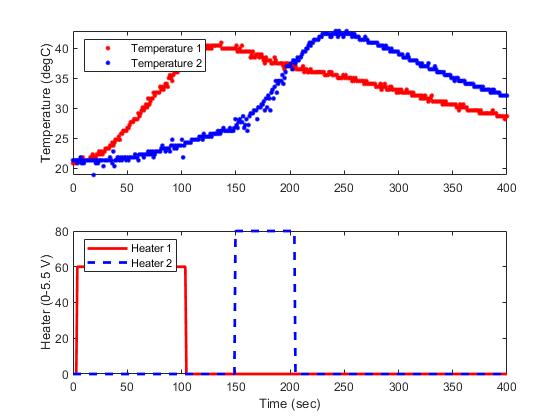 Temperature (degC)
40
35
30
25
20
Temperature 1
Temperature 2
0 50 100 150 200 250 300 350 400
Heater (0-5.5 V)
80
60
40
20
0
Heater 1
Heater 2
0 50 100 150 200 250 300 350 400
Time (sec)